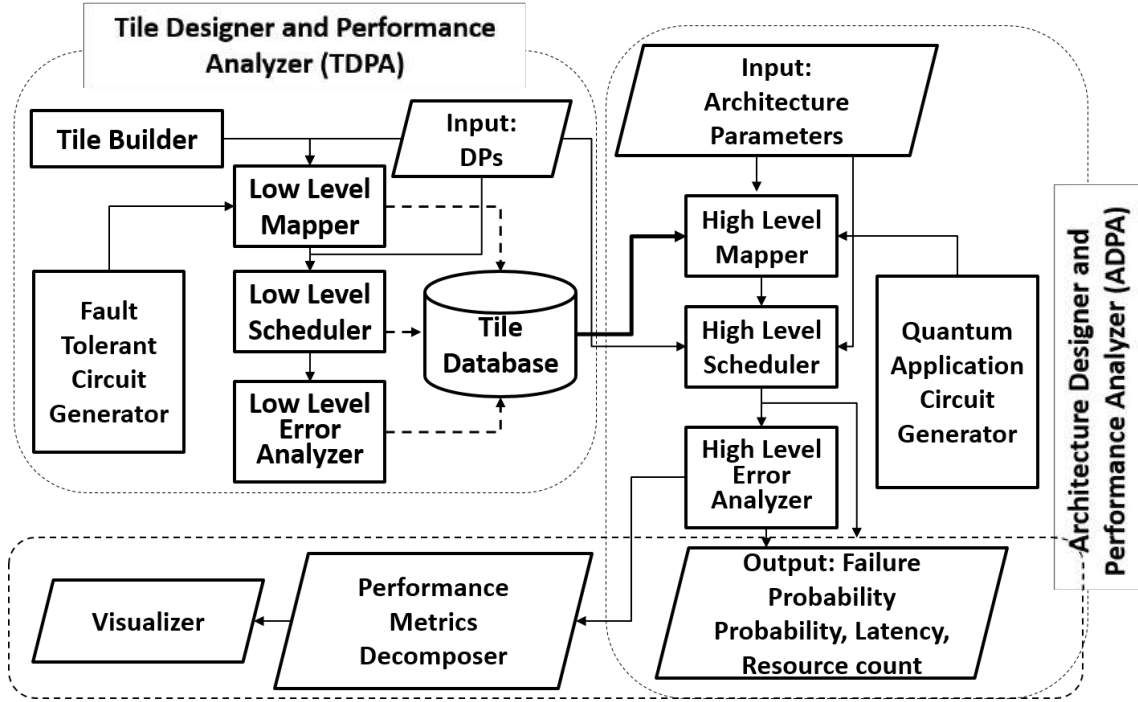 Tile Designer and Performance
Analyzer (TDPA)
Tile Builder
Input:
DPs
Low Level
Mapper
Fault
Tolerant
Circuit
Generator
Low Level
Scheduler
Tile
Database
Low Level
Error
Analyzer
Input:
Architecture
Parameters
High Level
Mapper
High Level
Scheduler
Quantum
Application
Circuit
Generator
High Level
Error
Analyzer
Architecture Designer and
Performance Analyzer (ADPA)
Visualizer
Performance
Metrics
Decomposer
Output: Failure
Probability
Probability, Latency,
Resource count